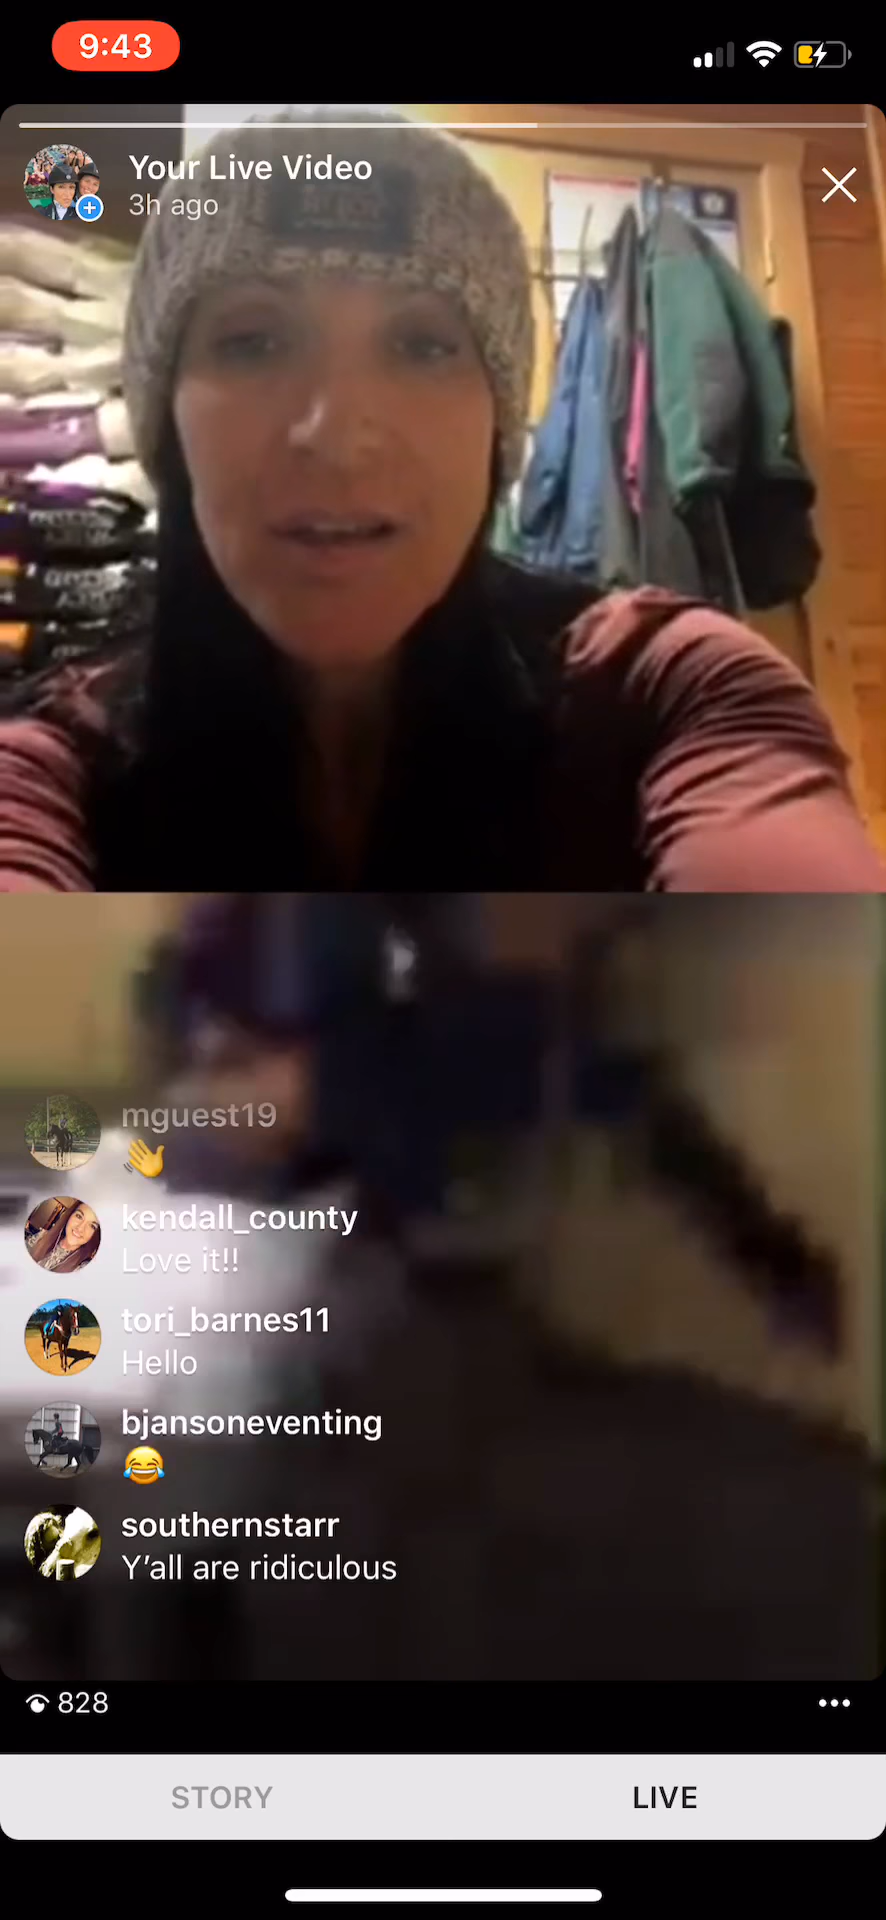 9:43
Your Live Video
3h ago
mguest19
👋
kendall_county
Love it!!
tori_barnes11
Hello
bjansoneventing
😂
southernstarr
Y'all are ridiculous
828
STORY
LIVE